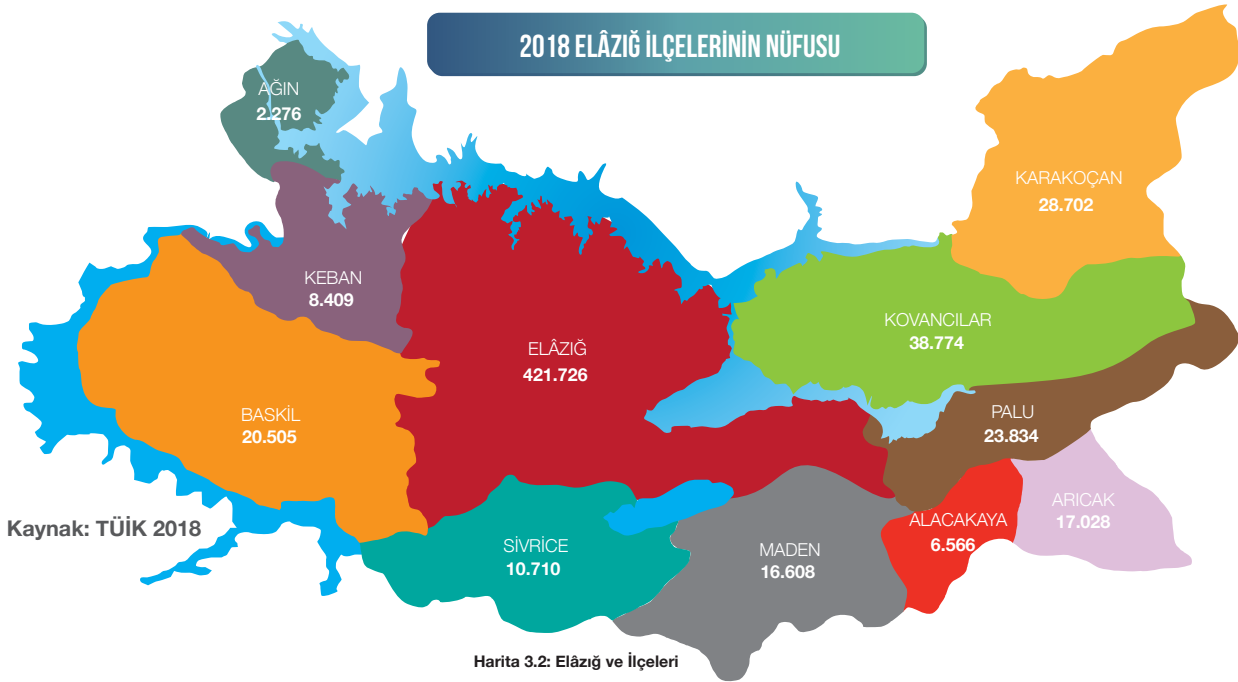 2018 ELÂZIĞ İLÇELERİNİN NÜFUSU
AĞIN
2.276
KARAKOÇAN
28.702
KEBAN
8.409
KOVANCILAR
38.774
ELÂZIĞ
421.726
BASKİL
20.505
PALU
23.834
ARICAK
17.028
ALACAKAYA
6.566
Kaynak: TÜİK 2018
SİVRİCE
10.710
MADEN
16.608
Harita 3.2: Elâzığ ve İlçeleri